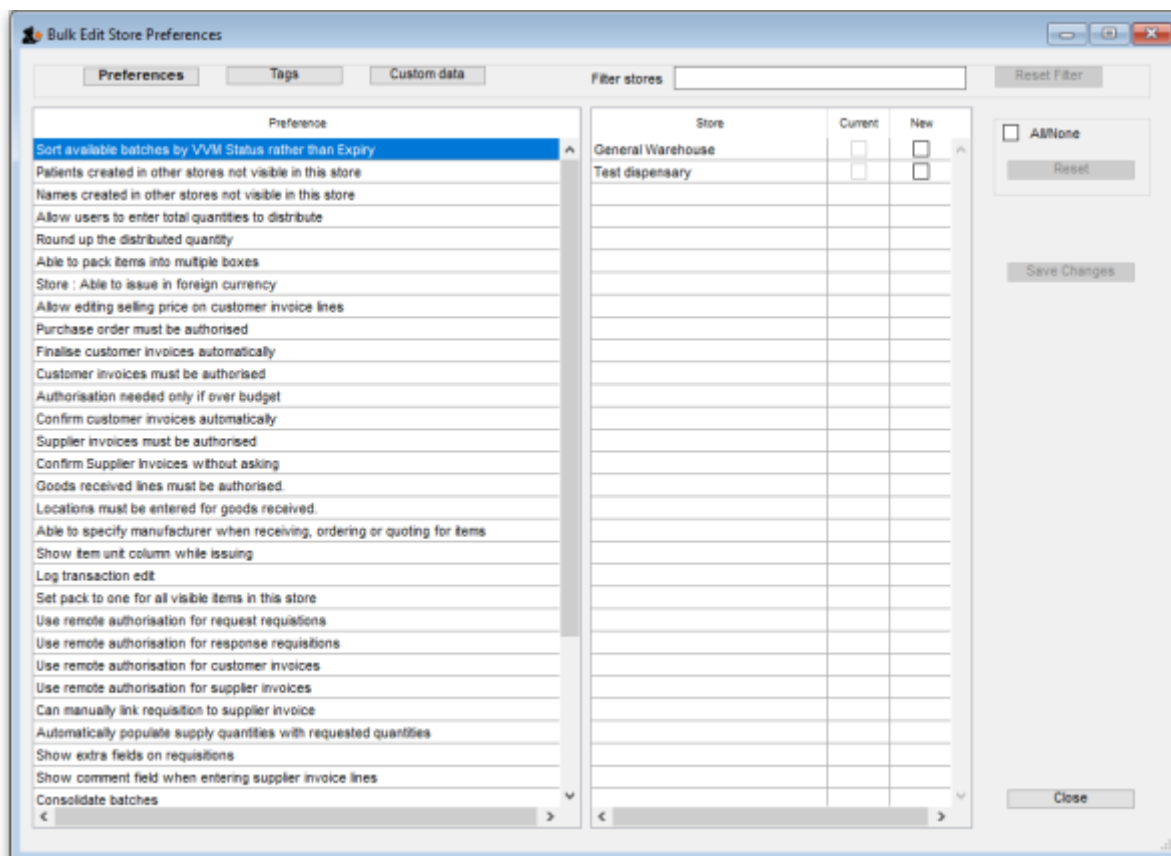 Bulk Edit Store Preferences
Preferences Tags Custom data Filter stores Reset Filter
Preference
Sort available batches by VVM Status rather than Expiry
Patients created in other stores not visible in this store
Names created in other stores not visible in this store
Allow users to enter total quantities to distribute
Round up the distributed quantity
Able to pack items into multiple boxes
Store : Able to issue in foreign currency
Allow editing selling price on customer invoice lines
Purchase order must be authorised
Finalise customer invoices automatically
Customer invoices must be authorised
Authorisation needed only if over budget
Confirm customer invoices automatically
Supplier invoices must be authorised
Confirm Supplier Invoices without asking
Goods received lines must be authorised.
Locations must be entered for goods received.
Able to specify manufacturer when receiving, ordering or quoting for items
Show item unit column while issuing
Log transaction edit
Set pack to one for all visible items in this store
Use remote authorisation for request requistions
Use remote authorisation for response requisitions
Use remote authorisation for customer invoices
Use remote authorisation for supplier invoices
Can manually link requisition to supplier invoice
Automatically populate supply quantities with requested quantities
Show extra fields on requisitions
Show comment field when entering supplier invoice lines
Consolidate batches
Store Current New
General Warehouse
Test dispensary
All/None
Reset
Save Changes
Close